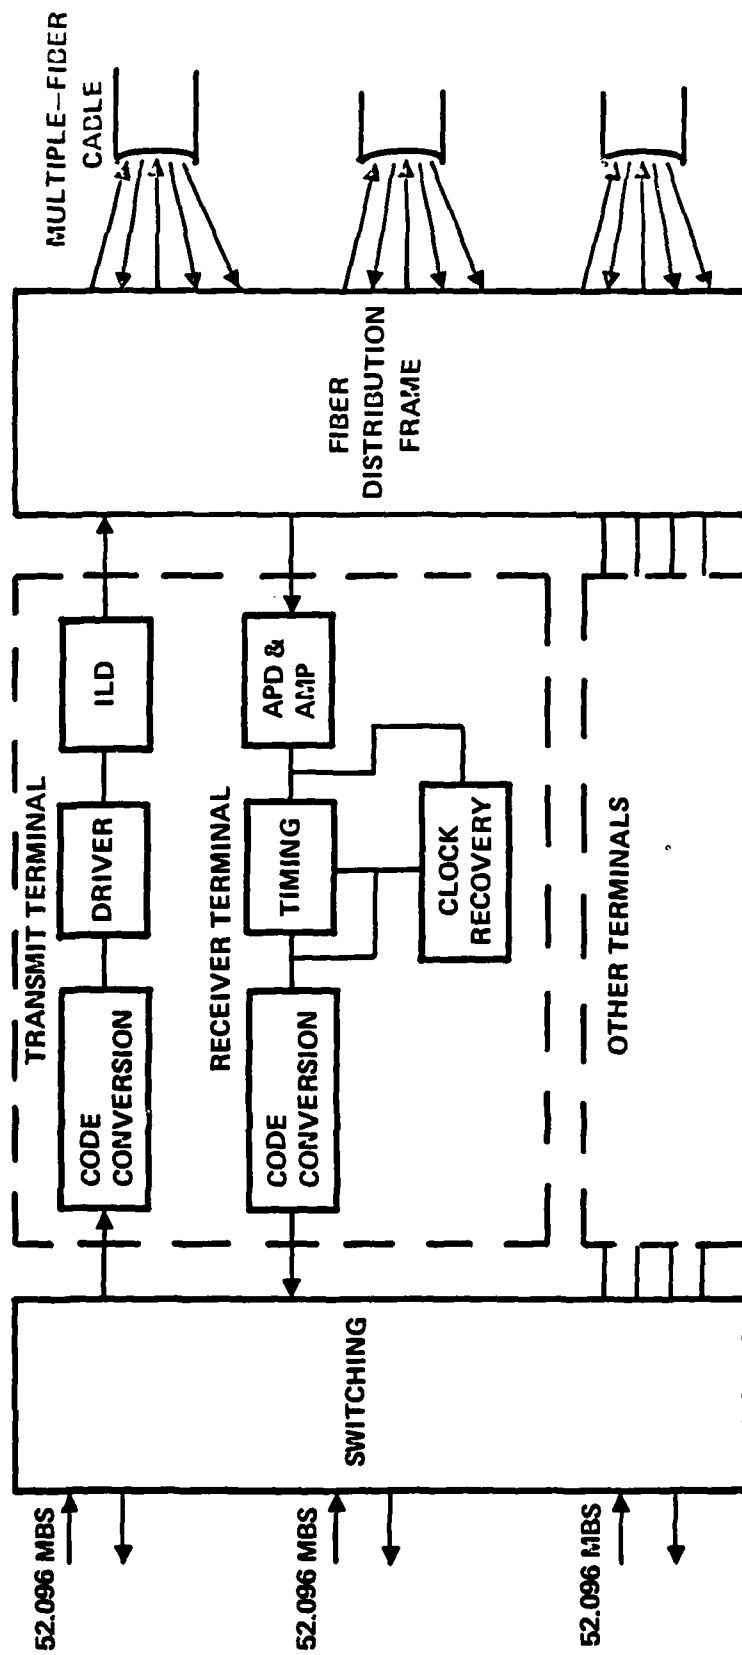 52.096 MBS
52.096 MBS
52.096 MBS
SWITCHING
TRANSMIT TERMINAL
CODE
CONVERSION
DRIVER
ILD
RECEIVER TERMINAL
CODE
CONVERSION
TIMING
APD &
AMP
CLOCK
RECOVERY
OTHER TERMINALS
FIBER
DISTRIBUTION
FRAME
MULTIPLE-FIBER
CABLE